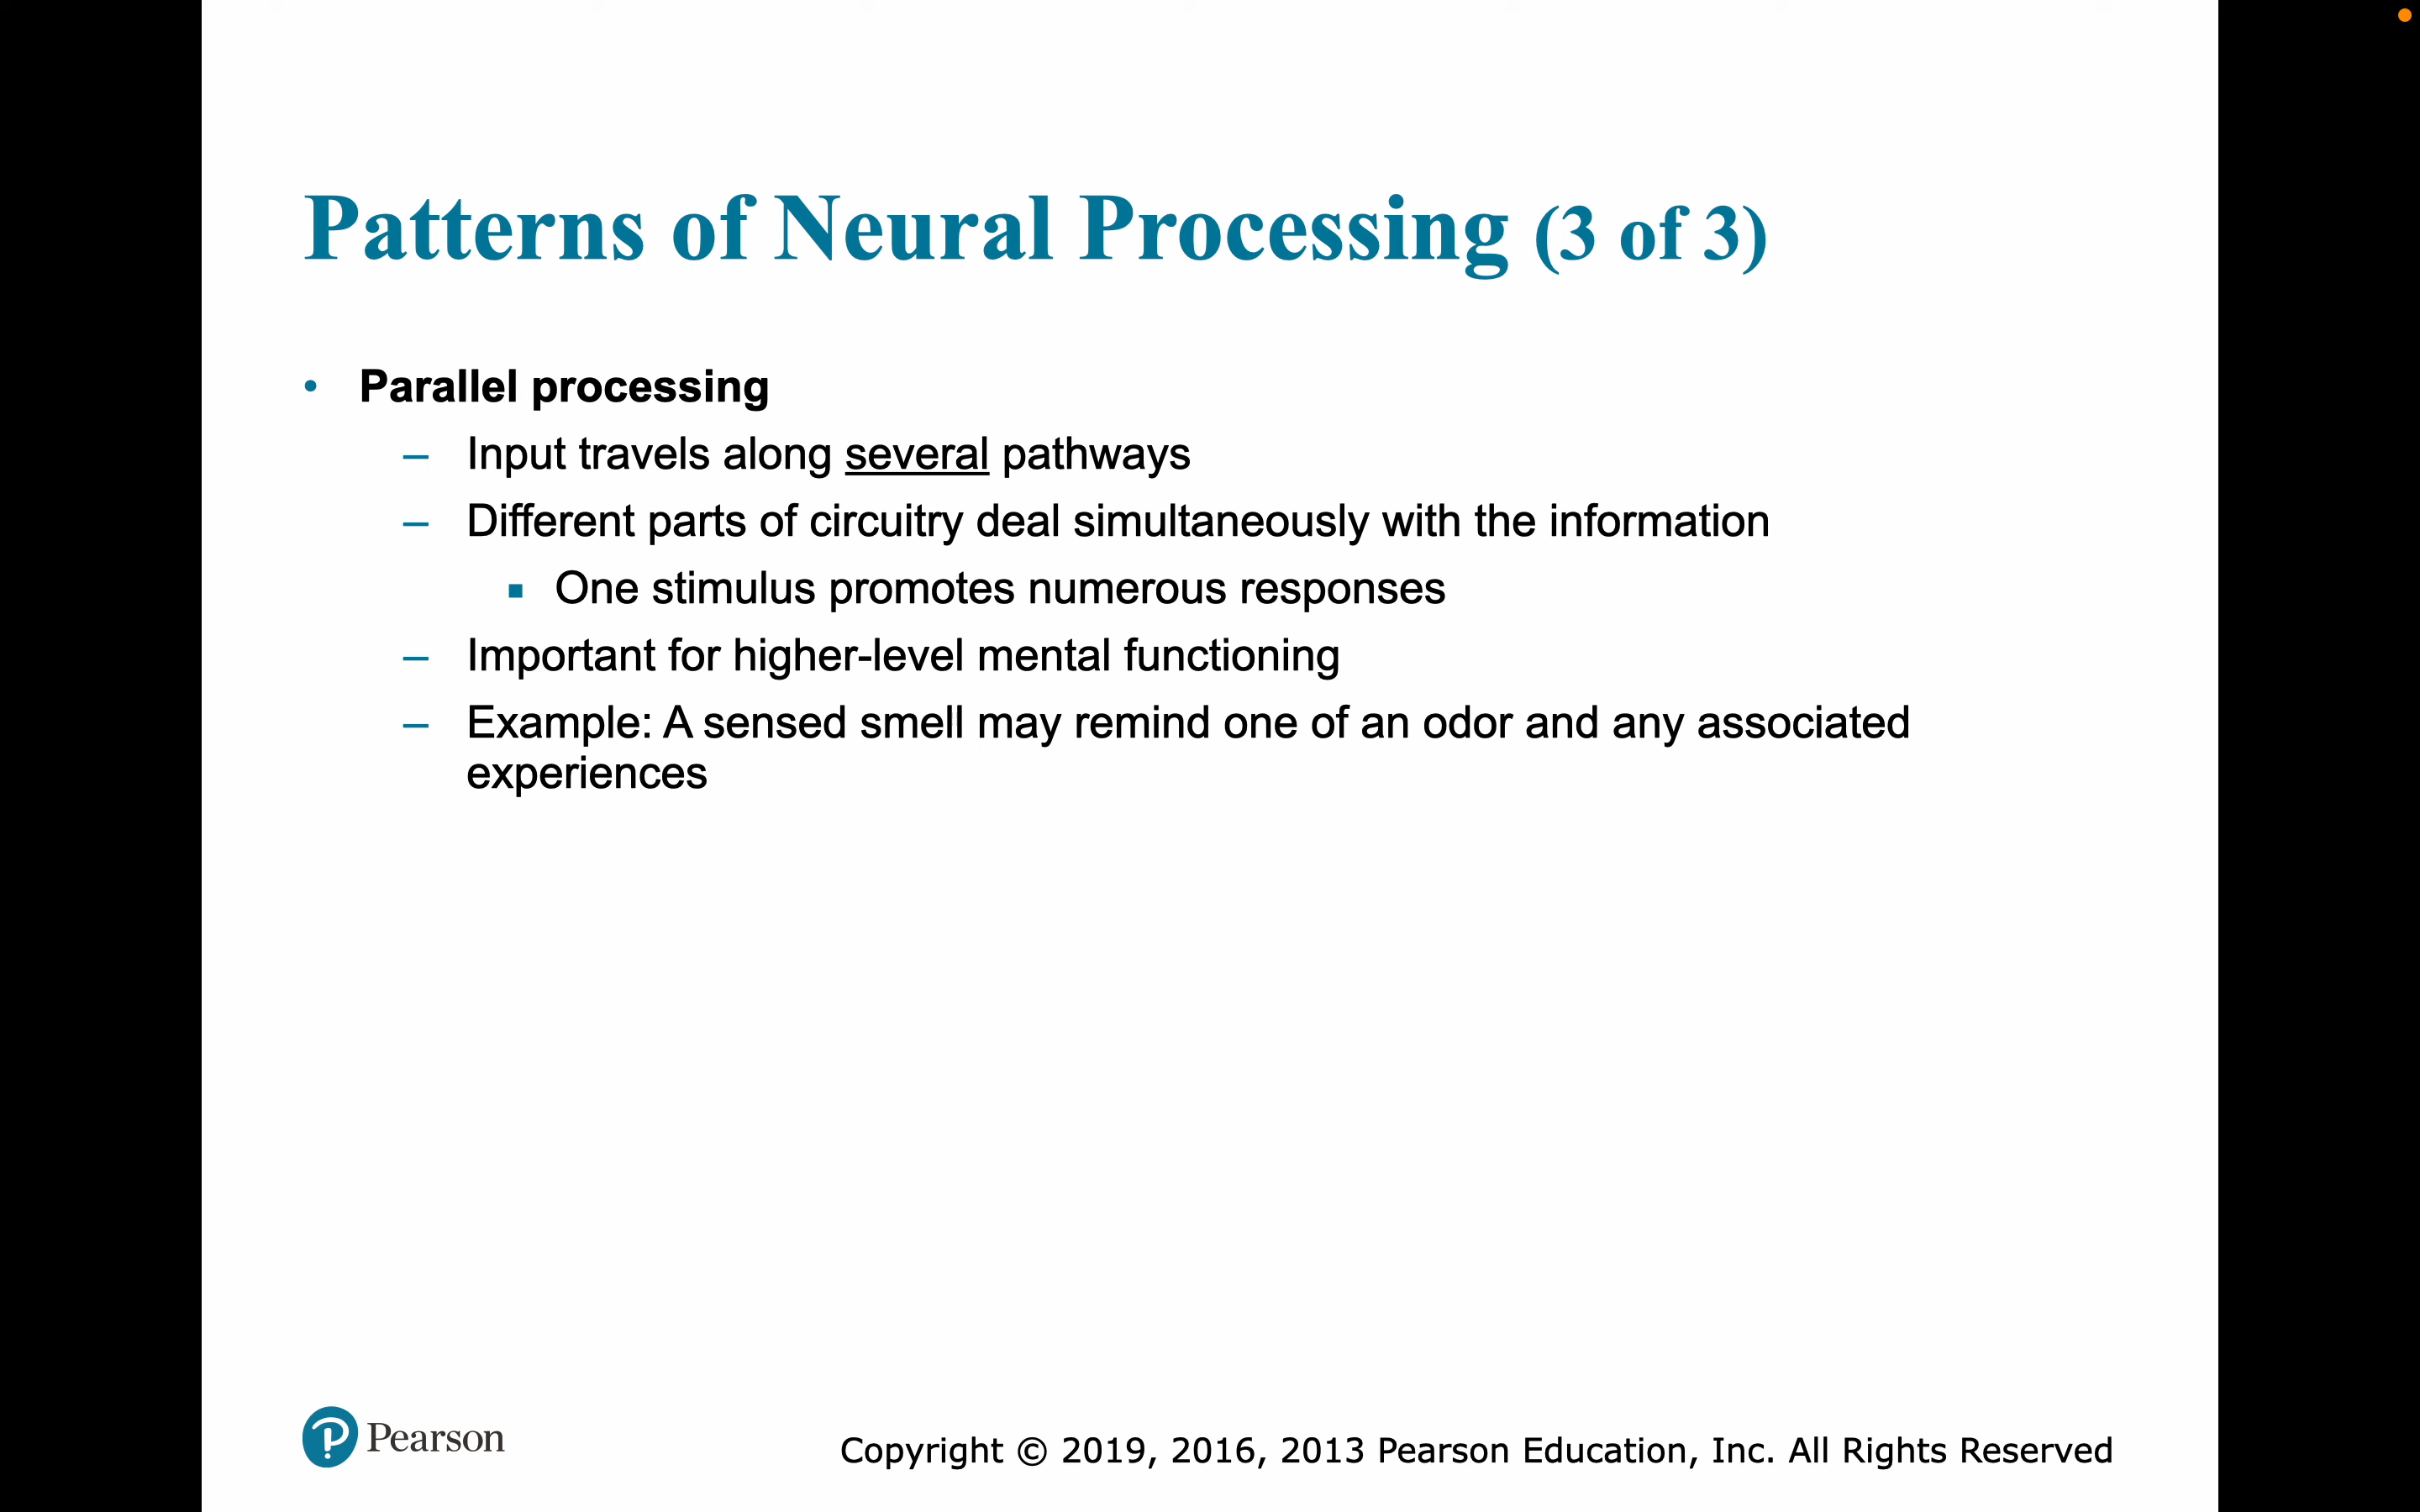 Patterns of Neural Processing (3 of 3)
• Parallel processing
– Input travels along several pathways
– Different parts of circuitry deal simultaneously with the information
▪ One stimulus promotes numerous responses
– Important for higher-level mental functioning
– Example: A sensed smell may remind one of an odor and any associated
experiences
Pearson
Copyright © 2019, 2016, 2013 Pearson Education, Inc. All Rights Reserved